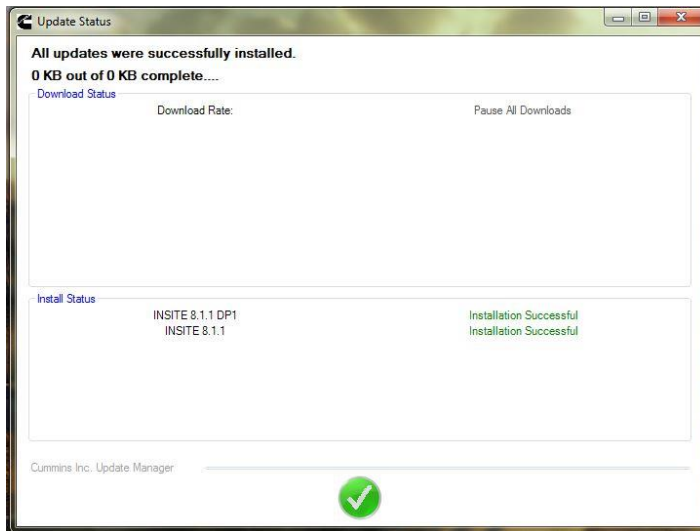 Update Status
All updates were successfully installed.
0 KB out of 0 KB complete....
Download Status
Download Rate: Pause All Downloads
Install Status
INSITE 8.1.1 DP1 Installation Successful
INSITE 8.1.1 Installation Successful
Cummins Inc. Update Manager